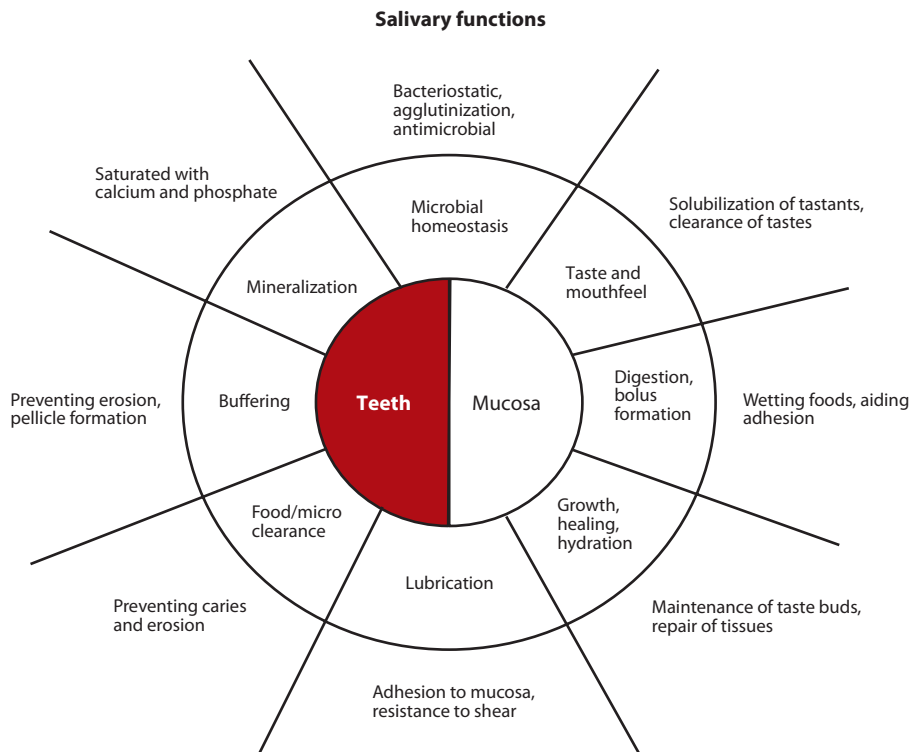 Salivary functions
Bacteriostatic,
agglutinization,
antimicrobial
Saturated with
calcium and phosphate
Solubilization of tastants,
clearance of tastes
Microbial
homeostasis
Mineralization
Taste and
mouthfeel
Preventing erosion,
pellicle formation
Buffering
Teeth
Mucosa
Digestion,
bolus
formation
Wetting foods, aiding
adhesion
Food/micro
clearance
Growth,
healing,
hydration
Lubrication
Preventing caries
and erosion
Maintenance of taste buds,
repair of tissues
Adhesion to mucosa,
resistance to shear